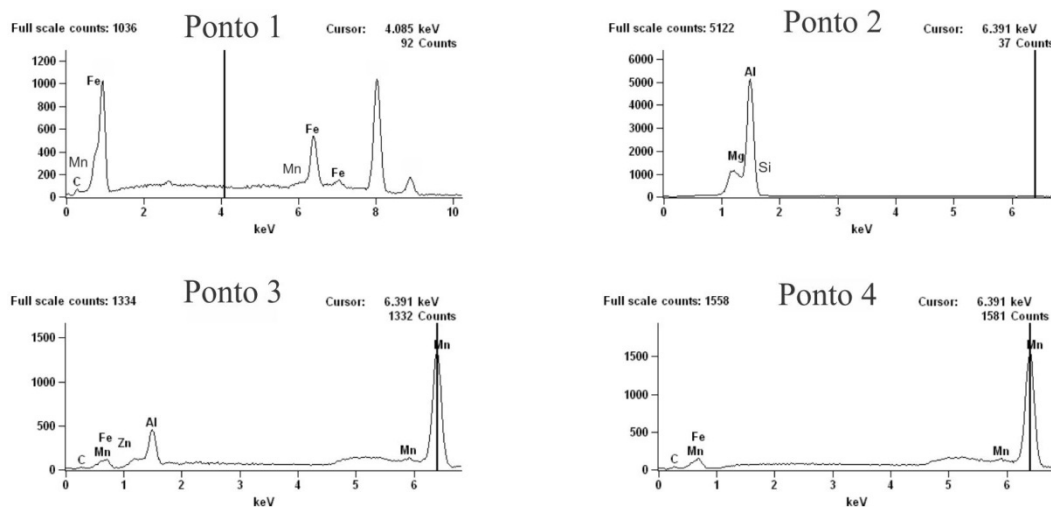 Full scale counts: 1036
Ponto 1
Cursor: 4.085 keV
92 Counts
1200
1000
800
600
400
200
0
Fe
Mn
C
Mn
Fe
Fe
0 2 4 6 8 10
keV
Full scale counts: 5122
Ponto 2
Cursor: 6.391 keV
37 Counts
6000
5000
4000
3000
2000
1000
0
Al
Mg
Si
0 1 2 3 4 5 6
keV
Full scale counts: 1334
Ponto 3
Cursor: 6.391 keV
1332 Counts
1500
1000
500
0
Mn
Al
Fe
Zn
Mn
C
Mn
0 1 2 3 4 5 6
keV
Full scale counts: 1558
Ponto 4
Cursor: 6.391 keV
1581 Counts
1500
1000
500
0
Mn
Fe
Mn
C
Mn
0 1 2 3 4 5 6
keV